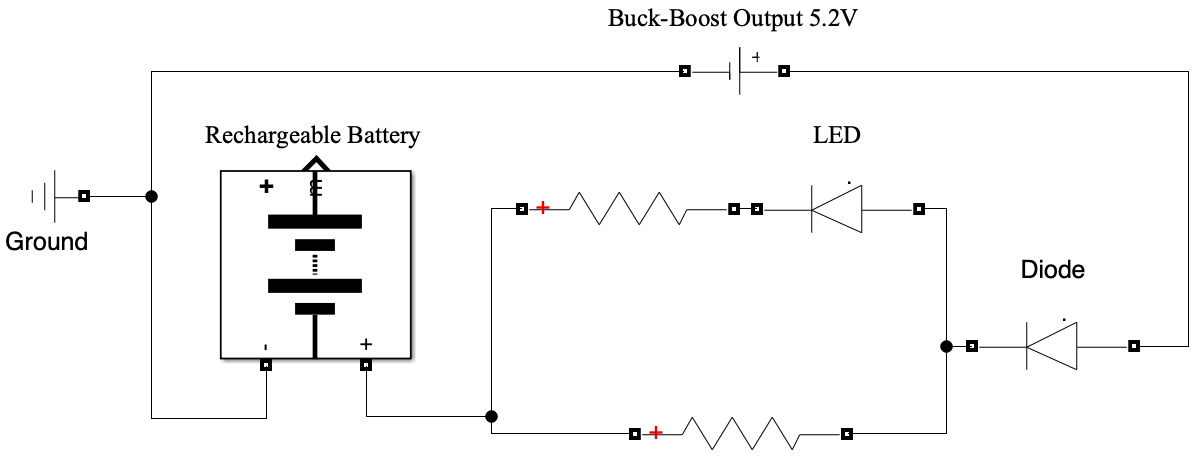 Buck-Boost Output 5.2V
+
Rechargeable Battery
LED
+
m
+
Ground
Diode
- +
+